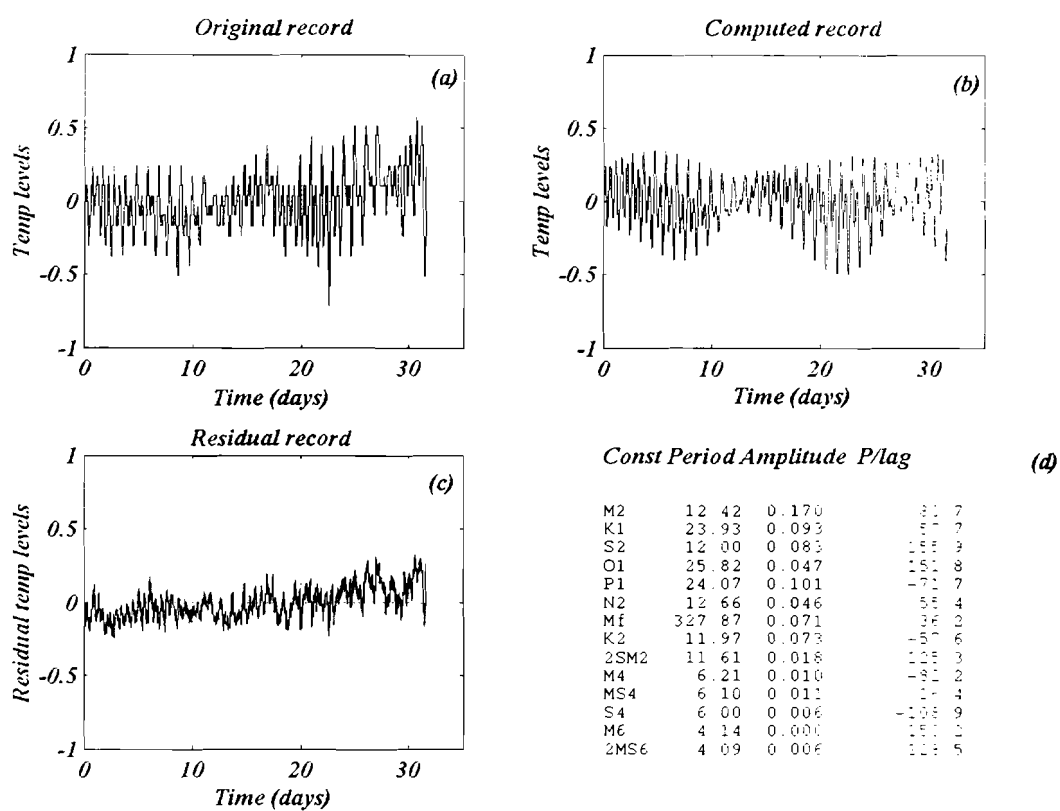 Original record
1
(a)
0.5
0
-0.5
-1
Temp levels
0 10 20 30
Time (days)
Computed record
1
(b)
0.5
0
-0.5
-1
Temp levels
0 10 20 30
Time (days)
Residual record
1
(c)
0.5
0
-0.5
-1
Residual temp levels
0 10 20 30
Time (days)
Const Period Amplitude P/lag (d)
M2 12 42 0.170
K1 23.93 0.093
S2 12 00 0.083
O1 25.82 0.047
P1 24.07 0.101
N2 12 66 0.046
Mf 327 87 0.071
K2 11.97 0.073
2SM2 11 61 0.018
M4 6.21 0.010
MS4 6 10 0.011
S4 6 00 0.006
M6 4 14
2MS6 4 09 0.006